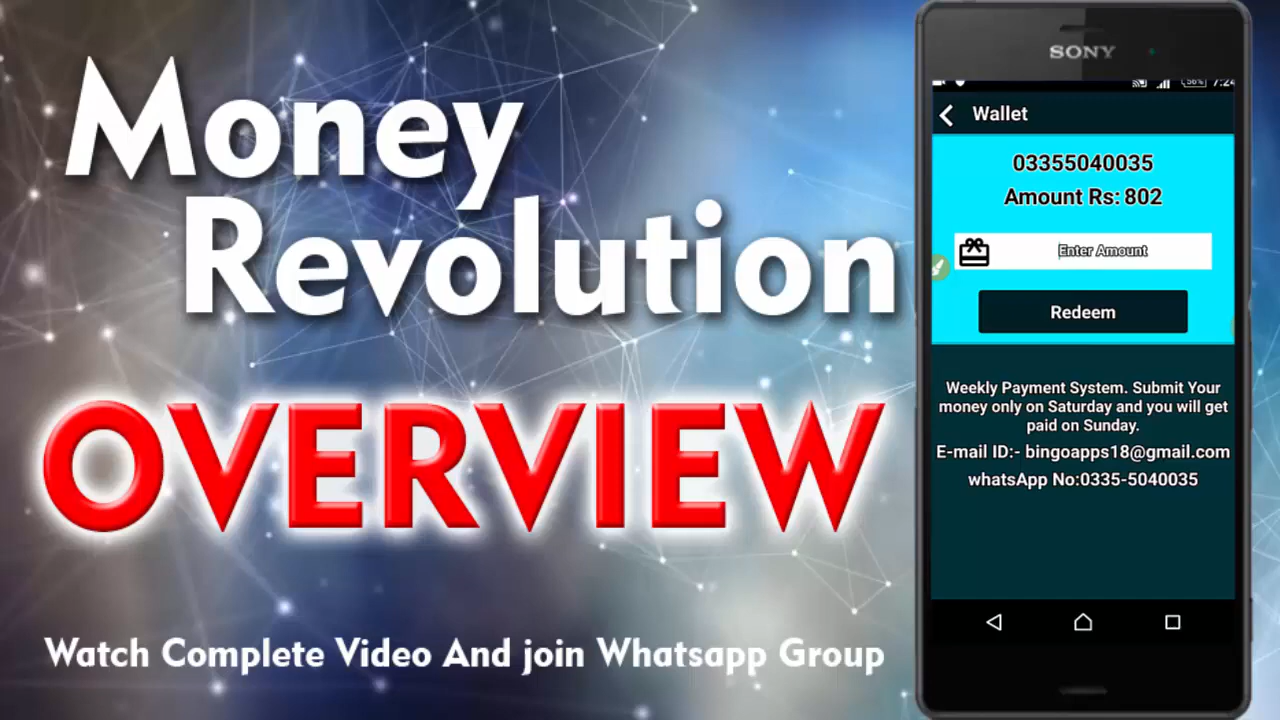 Money
Revolution
OVERVIEW
Watch Complete Video And join Whatsapp Group
SONY
56%
Wallet
03355040035
Amount Rs: 802
Enter Amount
Redeem
Weekly Payment System. Submit Your
money only on Saturday and you will get
paid on Sunday.
E-mail ID:- bingoapps18@gmail.com
whatsApp No:0335-5040035